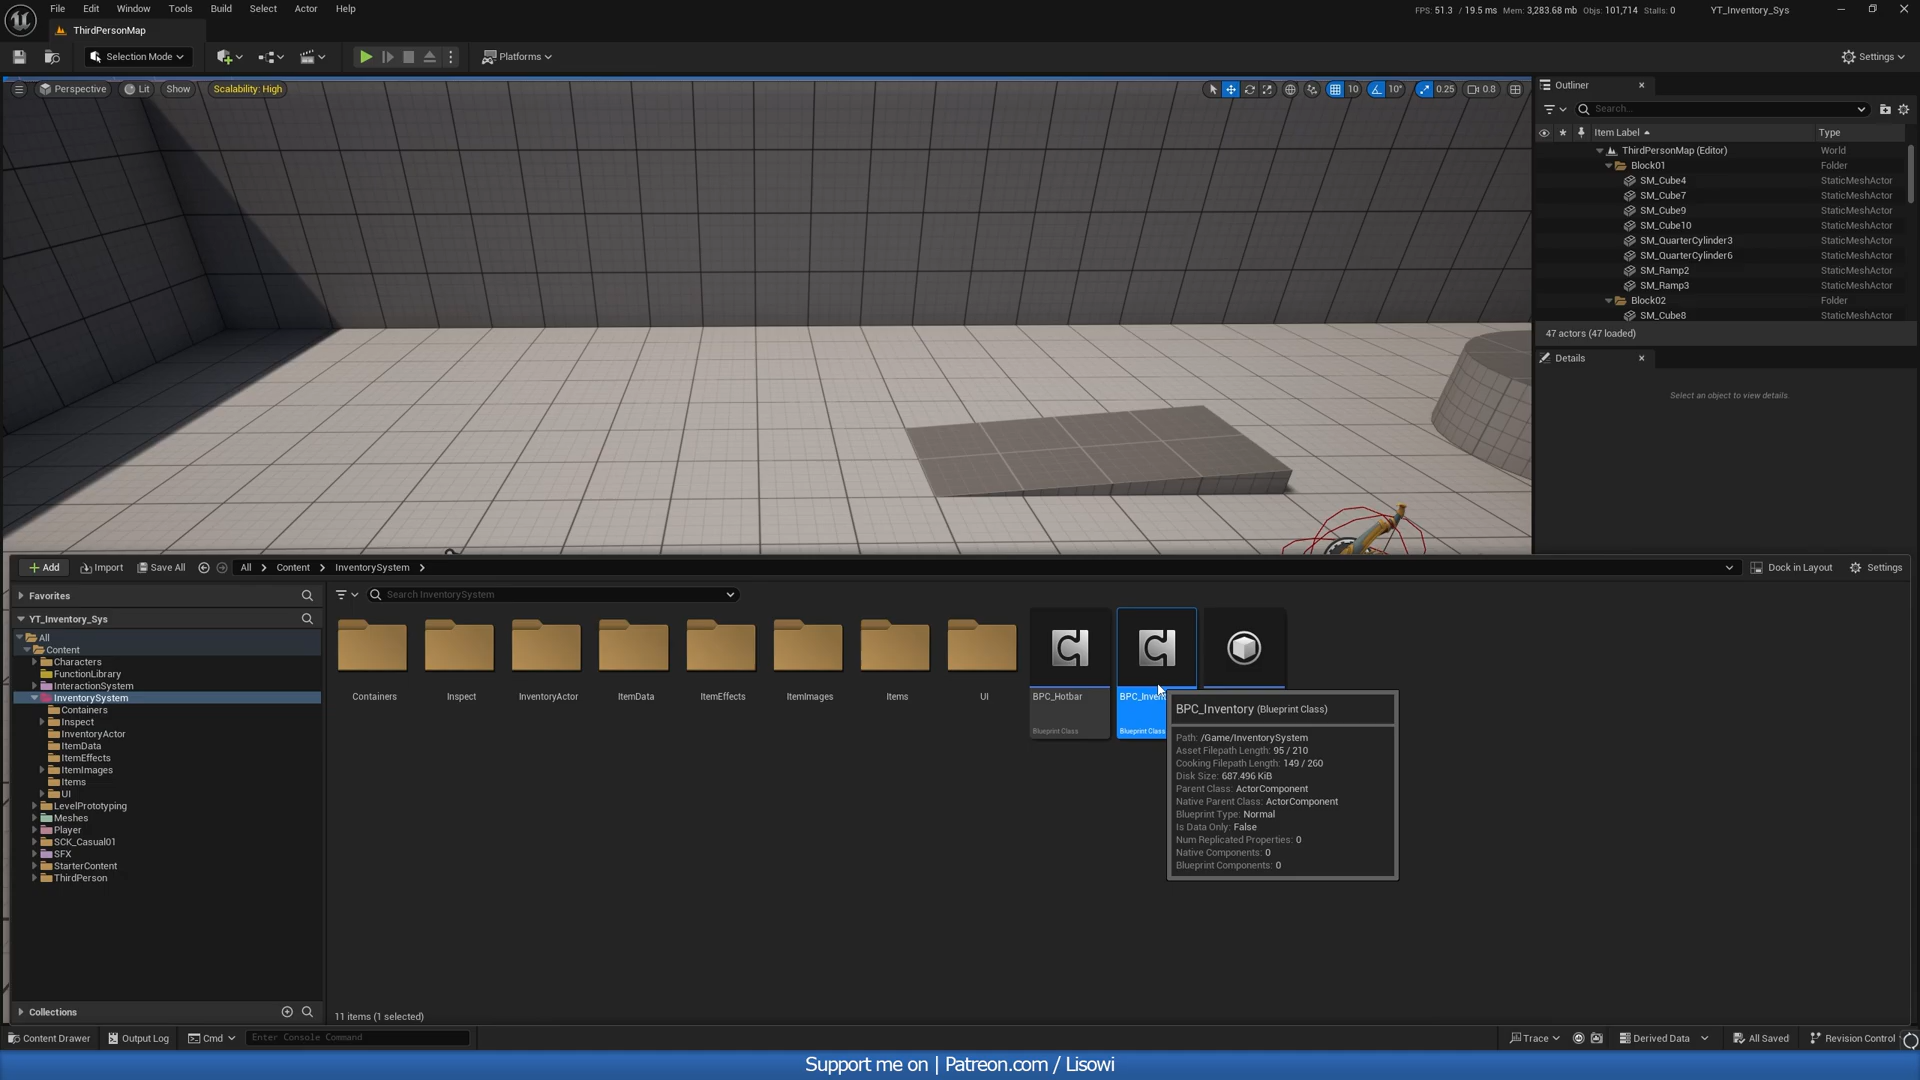 File Edit Window Tools Build Select Actor Help
FPS: 51.3 / 19.5 ms Mem: 3,283.68 mb Objs: 101,714 Stalls: 0
YT_Inventory_Sys
ThirdPersonMap
Selection Mode
Platforms
Settings
Perspective Lit Show Scalability: High
10 10° 0.25 0.8
Outliner
Search...
Item Label Type
ThirdPersonMap (Editor) World
Block01 Folder
SM_Cube4 StaticMeshActor
SM_Cube7 StaticMeshActor
SM_Cube9 StaticMeshActor
SM_Cube10 StaticMeshActor
SM_QuarterCylinder3 StaticMeshActor
SM_QuarterCylinder6 StaticMeshActor
SM_Ramp2 StaticMeshActor
SM_Ramp3 StaticMeshActor
Block02 Folder
SM_Cube8 StaticMeshActor
47 actors (47 loaded)
Details
Select an object to view details.
Add Import Save All All Content InventorySystem Dock in Layout Settings
Favorites
Search InventorySystem
YT_Inventory_Sys
All
Content
Characters
FunctionLibrary
InteractionSystem
InventorySystem
Containers
Inspect
InventoryActor
ItemData
ItemEffects
ItemImages
Items
UI
LevelPrototyping
Meshes
Player
SCK_Casual01
SFX
StarterContent
ThirdPerson
Collections
Containers Inspect InventoryActor ItemData ItemEffects ItemImages Items UI BPC_Hotbar
Blueprint Class Blueprint Class
BPC_Inventory (Blueprint Class)
Path: /Game/InventorySystem
Asset Filepath Length: 95 / 210
Cooking Filepath Length: 149 / 260
Disk Size: 687.496 KiB
Parent Class: ActorComponent
Native Parent Class: ActorComponent
Blueprint Type: Normal
Is Data Only: False
Num Replicated Properties: 0
Native Components: 0
Blueprint Components: 0
11 items (1 selected)
Content Drawer Output Log Cmd Enter Console Command
Trace Derived Data All Saved Revision Control
Support me on | Patreon.com / Lisowi